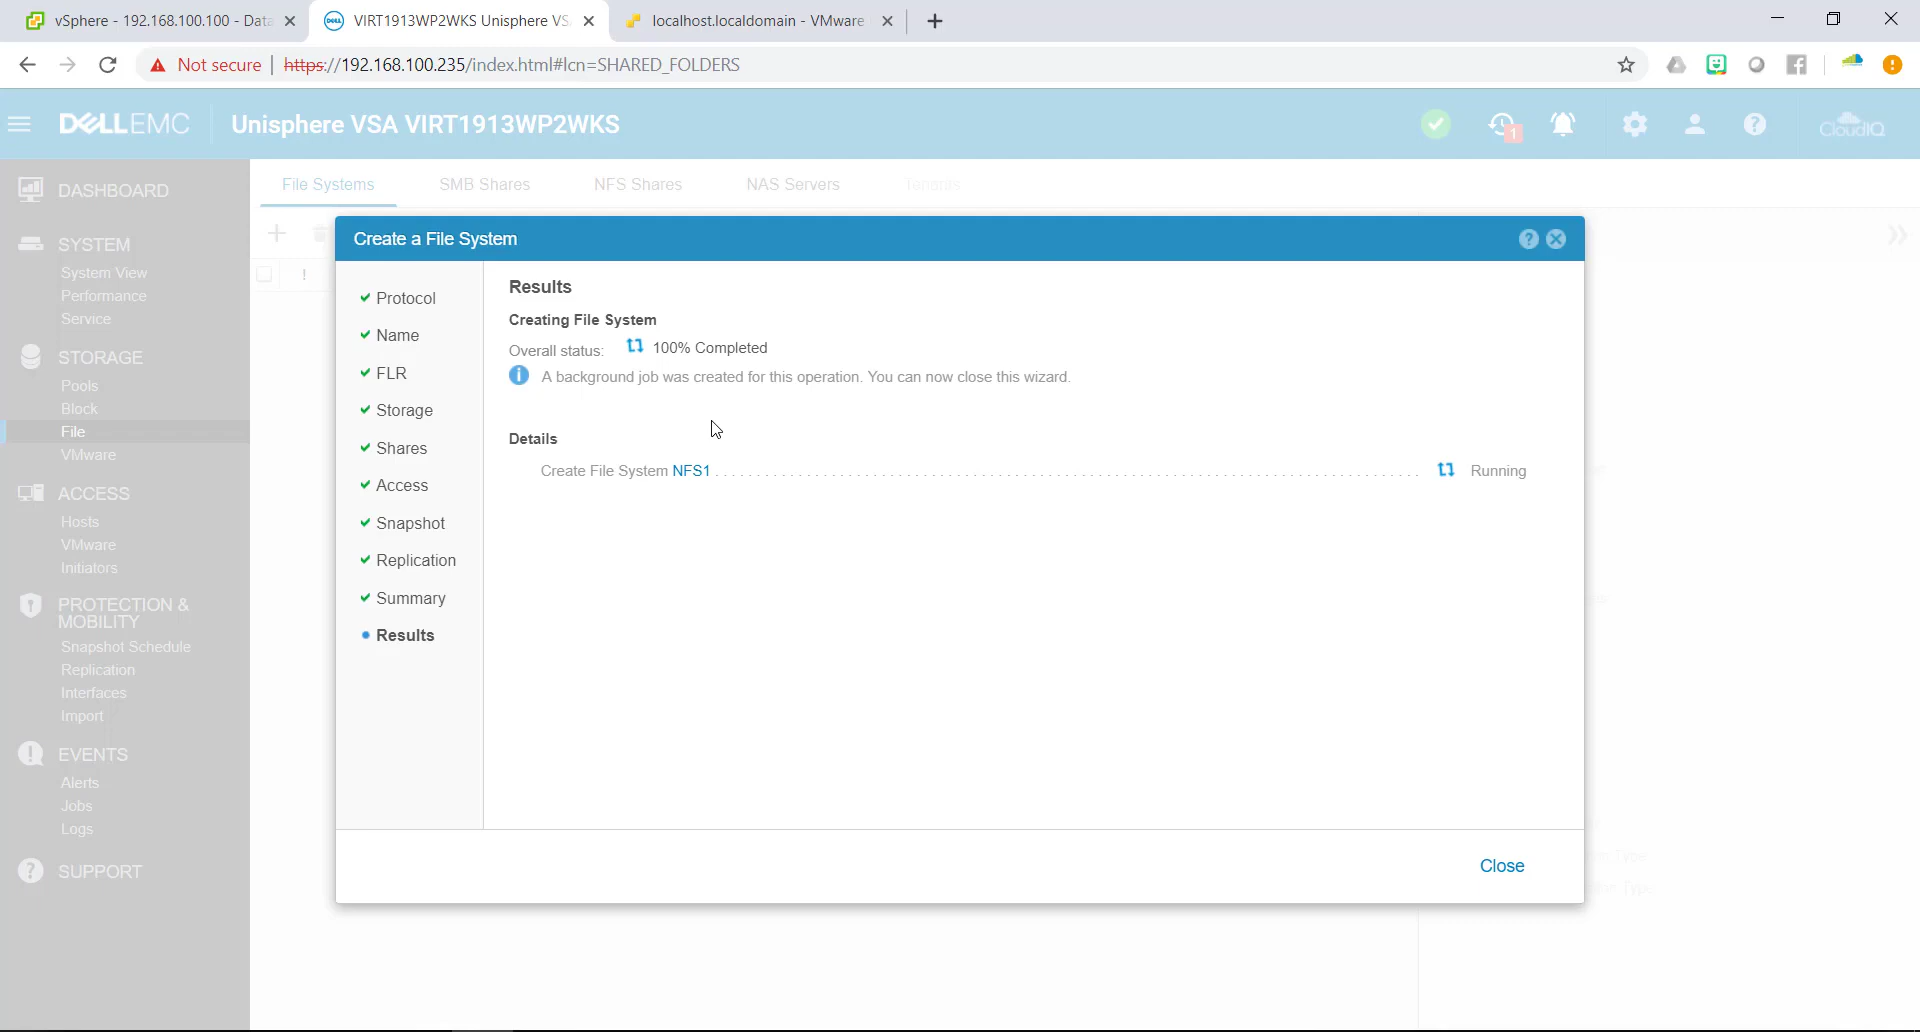 vSphere - 192.168.100.100 - Data
VIRT1913WP2WKS Unisphere VS
localhost.localdomain - VMware
Not secure
https://192.168.100.235/index.html#lcn=SHARED_FOLDERS
DELLEMC
Unisphere VSA VIRT1913WP2WKS
1
CloudIQ
DASHBOARD
SYSTEM
System View
Performance
Service
STORAGE
Pools
Block
File
VMware
ACCESS
Hosts
VMware
Initiators
PROTECTION &
MOBILITY
Snapshot Schedule
Replication
Interfaces
Import
EVENTS
Alerts
Jobs
Logs
SUPPORT
File Systems
SMB Shares
NFS Shares
NAS Servers
Tenants
!
Create a File System
Protocol
Name
FLR
Storage
Shares
Access
Snapshot
Replication
Summary
Results
Results
Creating File System
Overall status: 100% Completed
A background job was created for this operation. You can now close this wizard.
Details
Create File System NFS1 Running
Close